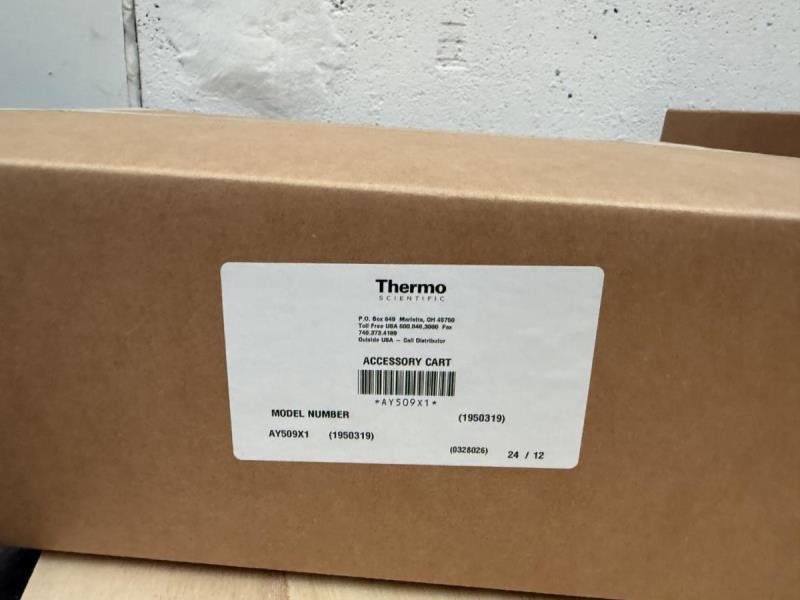 Thermo
SCIENTIFIC
P.O. Box 649 Marietta, OH 45750
Toll Free USA 800.848.3080 Fax
740.373.4189
Outside USA – Call Distributor
ACCESSORY CART
*AY509X1*
MODEL NUMBER (1950319)
AY509X1 (1950319)
(0328026) 24 / 12